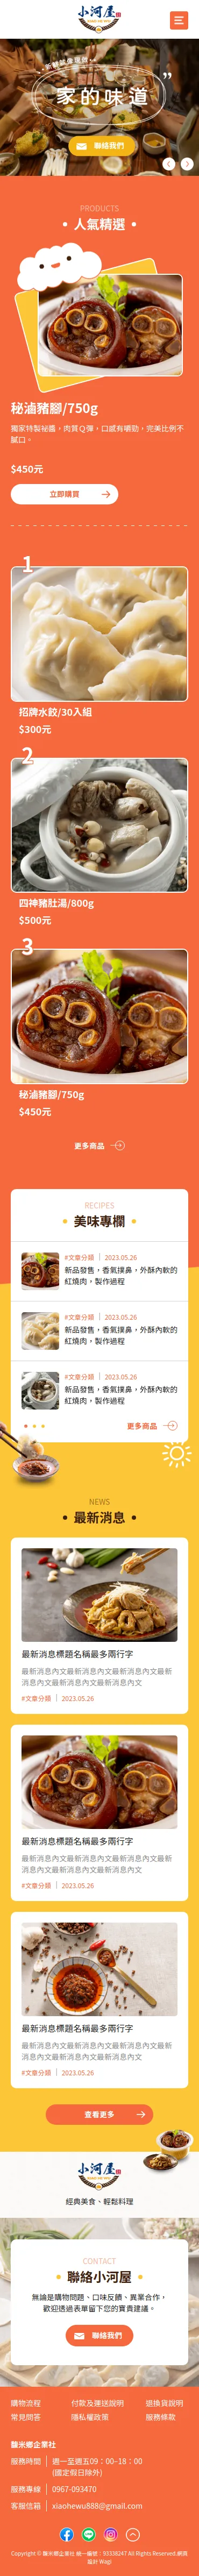 小河屋
家的味道
聯絡我們
PRODUCTS
人氣精選
秘滷豬腳/750g
獨家特製祕醬，肉質Q彈，口感有嚼勁，完美比例不
膩口。
$450元
立即購買
1
招牌水餃/30入組
$300元
2
四神豬肚湯/800g
$500元
3
秘滷豬腳/750g
$450元
更多商品
RECIPES
美味專欄
#文章分類 2023.05.26
新品發售，香氣撲鼻，外酥內軟的
紅燒肉，製作過程
#文章分類 2023.05.26
新品發售，香氣撲鼻，外酥內軟的
紅燒肉，製作過程
#文章分類 2023.05.26
新品發售，香氣撲鼻，外酥內軟的
紅燒肉，製作過程
更多商品
NEWS
最新消息
最新消息標題名稱最多兩行字
最新消息內文最新消息內文最新消息內文最新
消息內文最新消息內文最新消息內文
#文章分類 2023.05.26
最新消息標題名稱最多兩行字
最新消息內文最新消息內文最新消息內文最新
消息內文最新消息內文最新消息內文
#文章分類 2023.05.26
最新消息標題名稱最多兩行字
最新消息內文最新消息內文最新消息內文最新
消息內文最新消息內文最新消息內文
#文章分類 2023.05.26
查看更多
小河屋
經典美食、輕鬆料理
CONTACT
聯絡小河屋
無論是購物問題、口味反饋、異業合作，
歡迎透過表單留下您的寶貴建議。
聯絡我們
購物流程 付款及運送說明 退換貨說明
常見問答 隱私權政策 服務條款
馥米鄉企業社
服務時間 週一至週五09：00–18：00
(國定假日除外)
服務專線 0967-093470
客服信箱 xiaohewu888@gmail.com
Copyright © 馥米鄉企業社 統一編號：93338247 All Rights Reserved.網頁
設計 Wagi